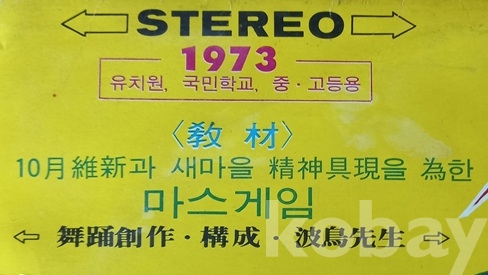 ⇦ STEREO ⇨
1973
유치원, 국민학교, 중·고등용
〈敎材〉
10月維新과 새마을 精神具現을 為한
마스게임
⇦ 舞踊創作·構成·波鳥先生 ⇨
kobay